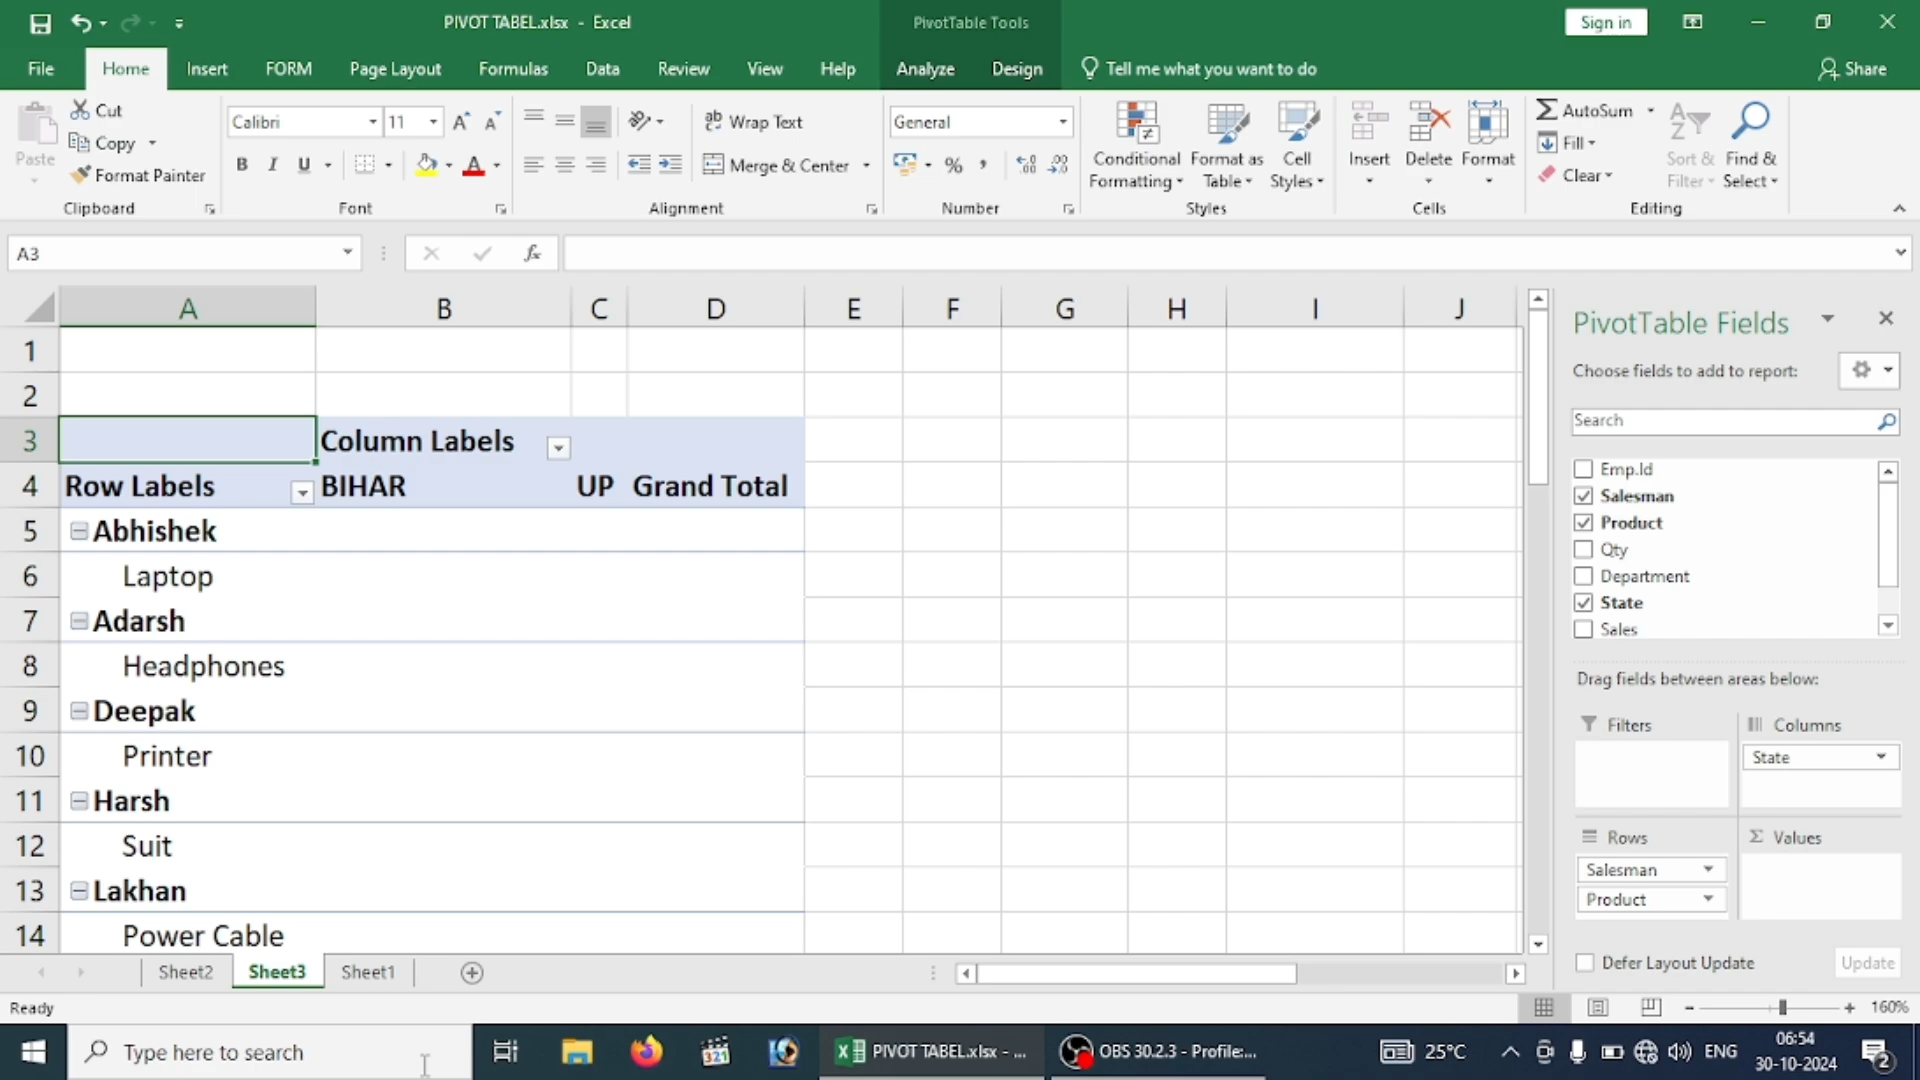 PIVOT TABEL.xlsx - Excel
PivotTable Tools
Sign in
File Home Insert FORM Page Layout Formulas Data Review View Help Analyze Design Tell me what you want to do Share
Paste
Cut
Copy
Format Painter
Clipboard
Calibri 11
B I U
Font
Wrap Text
Merge & Center
Alignment
General
%
Number
Conditional Formatting
Format as Table
Cell Styles
Styles
Insert
Delete
Format
Cells
AutoSum
Fill
Clear
Sort & Filter
Find & Select
Editing
A3
fx
A B C D E F G H I J
1
2
3 Column Labels
4 Row Labels BIHAR UP Grand Total
5 Abhishek
6 Laptop
7 Adarsh
8 Headphones
9 Deepak
10 Printer
11 Harsh
12 Suit
13 Lakhan
14 Power Cable
PivotTable Fields
Choose fields to add to report:
Search
Emp.Id
Salesman
Product
Qty
Department
State
Sales
Drag fields between areas below:
Filters
Columns
State
Rows
Salesman
Product
Values
Defer Layout Update
Update
Sheet2 Sheet3 Sheet1
Ready
160%
Type here to search
321
PIVOT TABEL.xlsx - ...
OBS 30.2.3 - Profile:...
25°C
ENG
06:54
30-10-2024
2